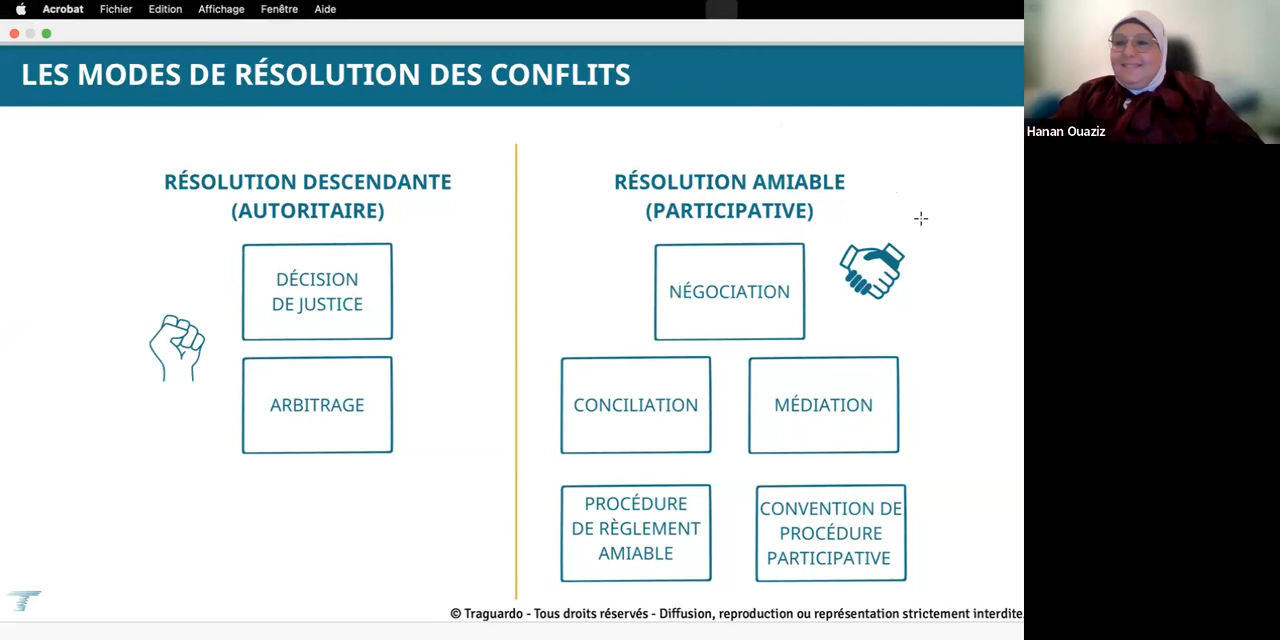 Acrobat Fichier Edition Affichage Fenêtre Aide
LES MODES DE RÉSOLUTION DES CONFLITS
Hanan Ouaziz
RÉSOLUTION DESCENDANTE
(AUTORITAIRE)
DÉCISION
DE JUSTICE
ARBITRAGE
RÉSOLUTION AMIABLE
(PARTICIPATIVE)
NÉGOCIATION
CONCILIATION
MÉDIATION
PROCÉDURE
DE RÈGLEMENT
AMIABLE
CONVENTION DE
PROCÉDURE
PARTICIPATIVE
© Traguardo - Tous droits réservés - Diffusion, reproduction ou représentation strictement interdite